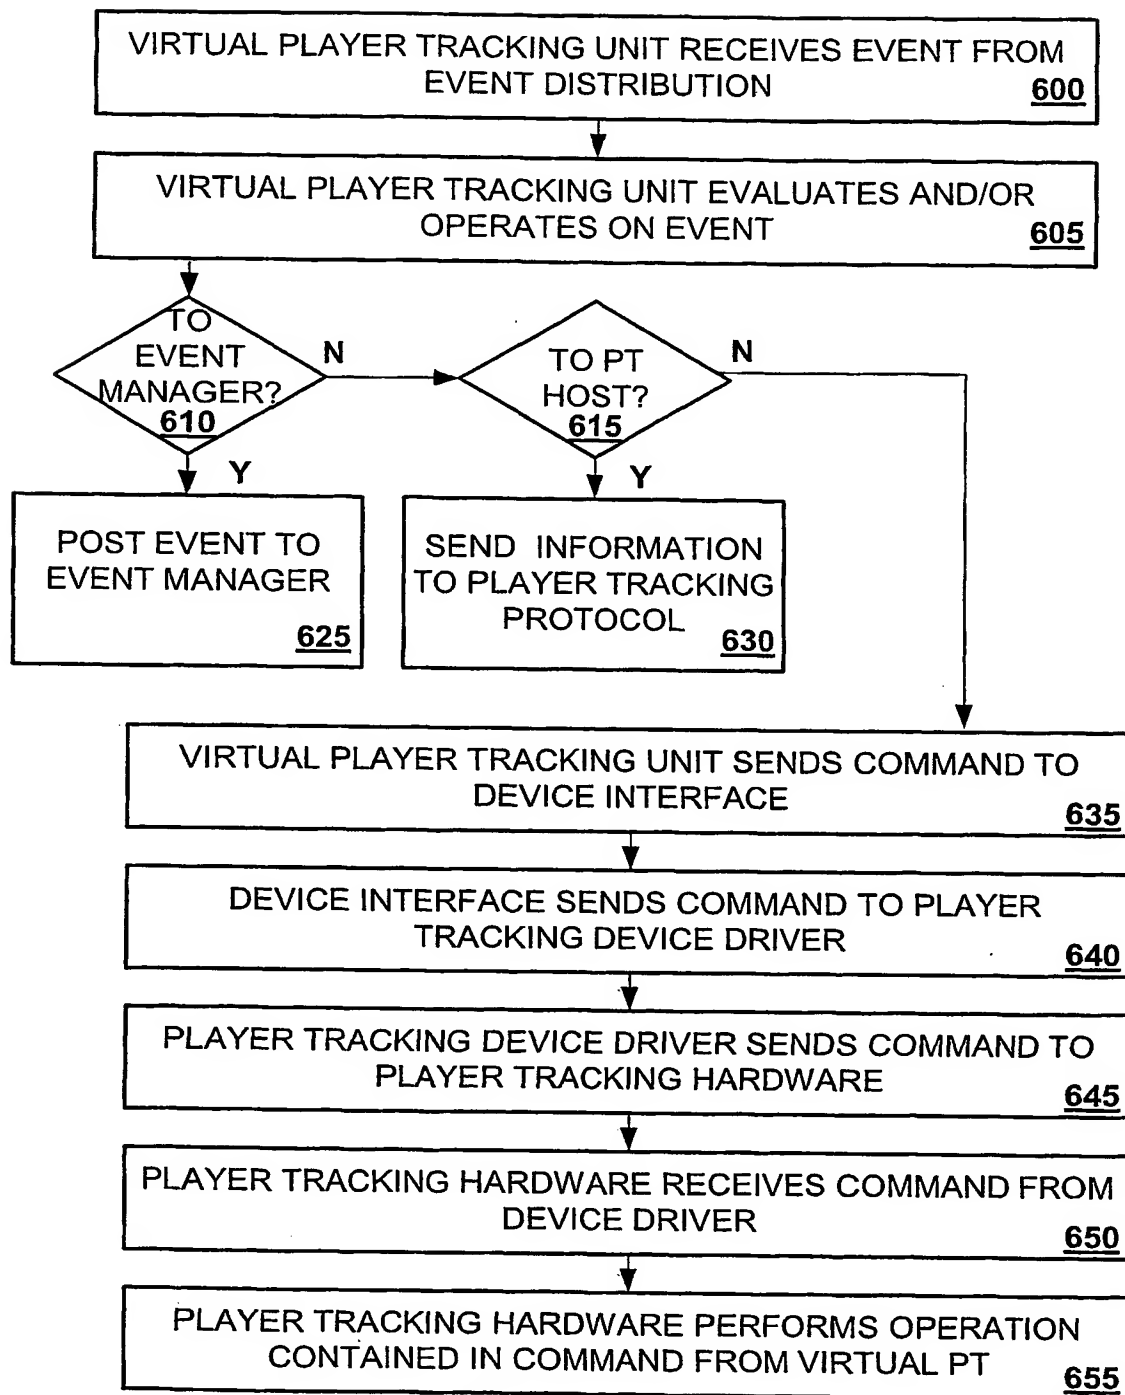 VIRTUAL PLAYER TRACKING UNIT RECEIVES EVENT FROM
EVENT DISTRIBUTION
600
VIRTUAL PLAYER TRACKING UNIT EVALUATES AND/OR
OPERATES ON EVENT
605
TO
EVENT
MANAGER?
610
N
TO PT
HOST?
615
N
Y
Y
POST EVENT TO
EVENT MANAGER
625
SEND INFORMATION
TO PLAYER TRACKING
PROTOCOL
630
VIRTUAL PLAYER TRACKING UNIT SENDS COMMAND TO
DEVICE INTERFACE
635
DEVICE INTERFACE SENDS COMMAND TO PLAYER
TRACKING DEVICE DRIVER
640
PLAYER TRACKING DEVICE DRIVER SENDS COMMAND TO
PLAYER TRACKING HARDWARE
645
PLAYER TRACKING HARDWARE RECEIVES COMMAND FROM
DEVICE DRIVER
650
PLAYER TRACKING HARDWARE PERFORMS OPERATION
CONTAINED IN COMMAND FROM VIRTUAL PT
655